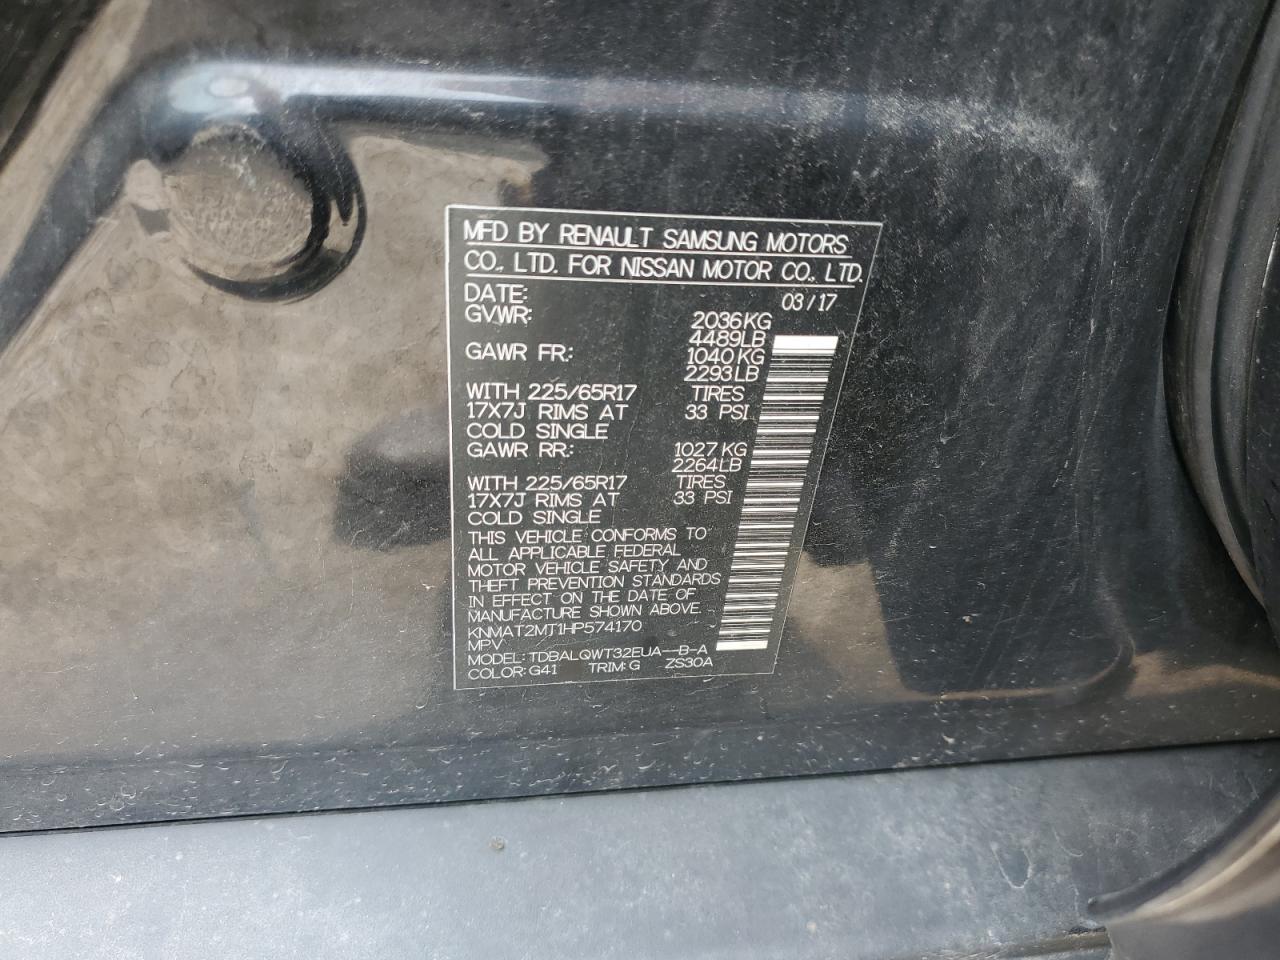 MFD BY RENAULT SAMSUNG MOTORS
CO., LTD. FOR NISSAN MOTOR CO., LTD.
DATE: 03/17
GVWR: 2036KG
4489LB
GAWR FR: 1040KG
2293LB
WITH 225/65R17 TIRES
17X7J RIMS AT 33 PSI
COLD SINGLE
GAWR RR: 1027KG
2264LB
WITH 225/65R17 TIRES
17X7J RIMS AT 33 PSI
COLD SINGLE
THIS VEHICLE CONFORMS TO
ALL APPLICABLE FEDERAL
MOTOR VEHICLE SAFETY AND
THEFT PREVENTION STANDARDS
IN EFFECT ON THE DATE OF
MANUFACTURE SHOWN ABOVE.
KNMAT2MT1HP574170
MPV
MODEL: TDBALQWT32EUA--B-A
COLOR: G41 TRIM: G ZS30A